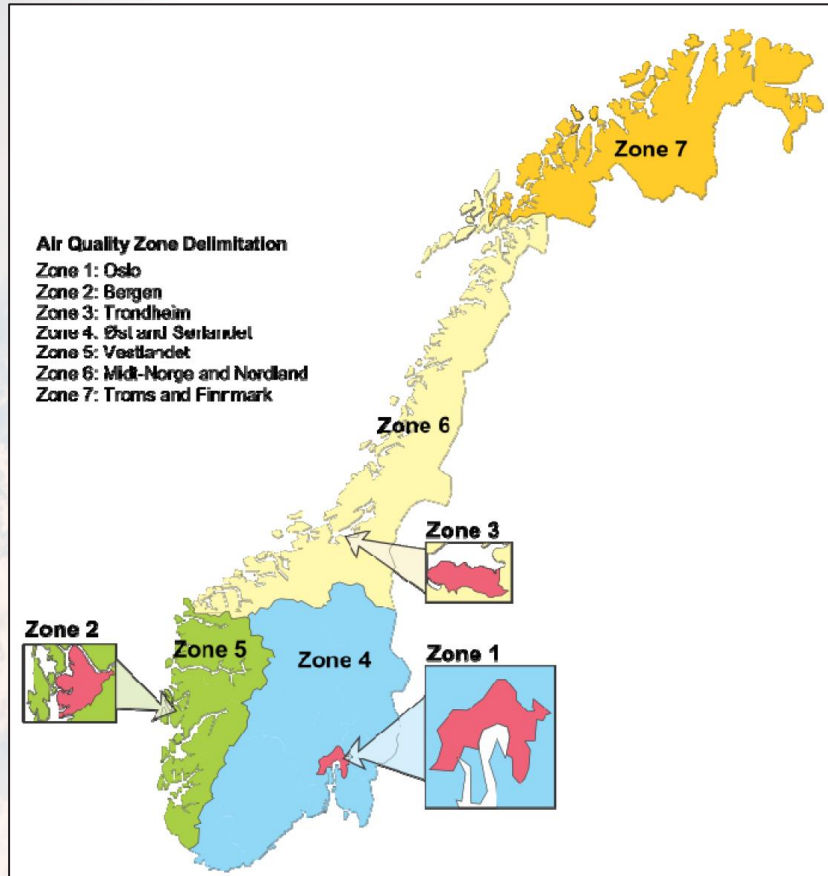 Zone 7
Air Quality Zone Delimitation
Zone 1: Oslo
Zone 2: Bergen
Zone 3: Trondheim
Zone 4. Øst and Sørlandet
Zone 5: Vestlandet
Zone 6: Midt-Norge and Nordland
Zone 7: Troms and Finnmark
Zone 6
Zone 3
Zone 2
Zone 5
Zone 4
Zone 1